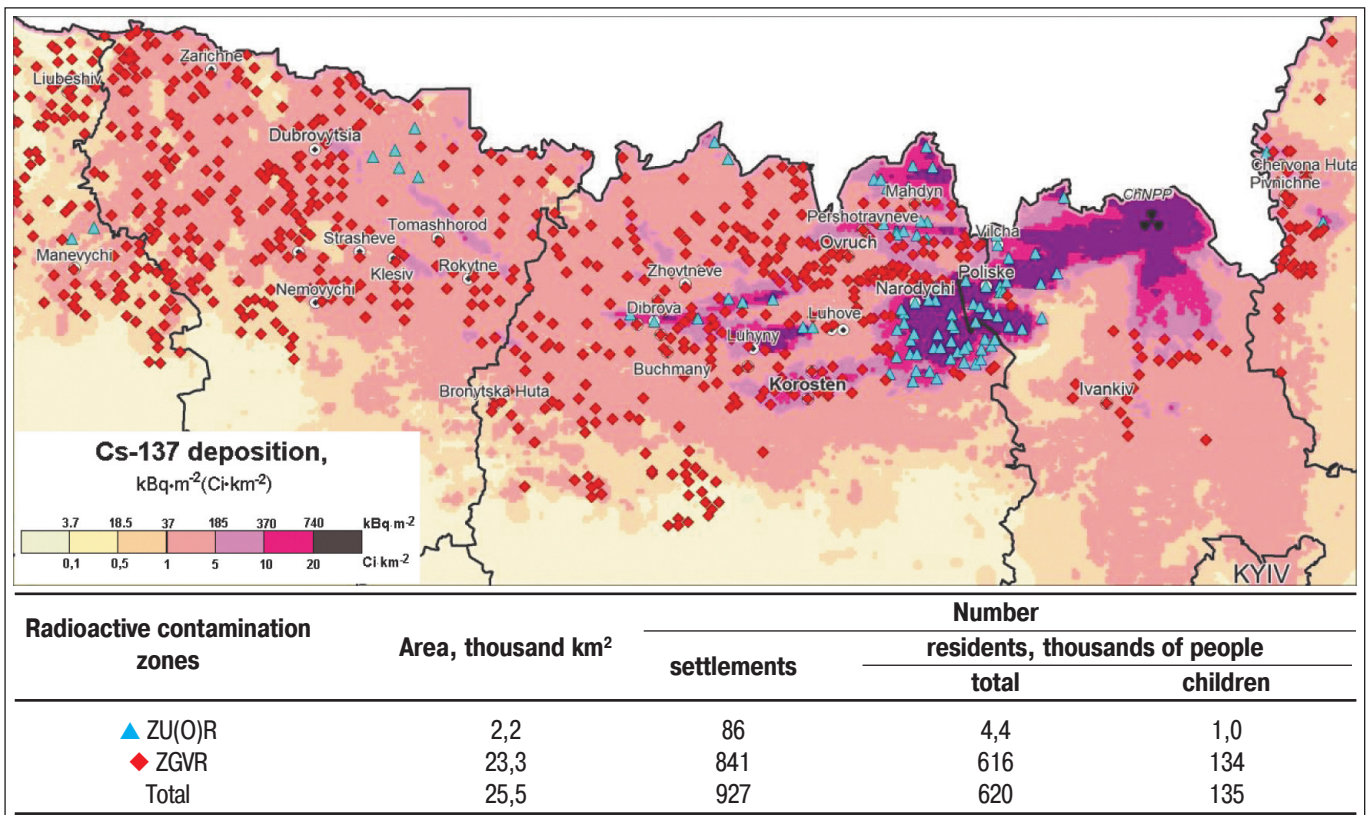 Zarichne
Liubeshiv
Dubrovytsia
Chervona Huta
ChNPP
Pivnichne
Mahdyn
Pershotravneve
Tomashhorod
Strasheve
Vilcha
Ovruch
Manevychi
Klesiv
Rokytne
Zhovtneve
Poliske
Nemovychi
Narodychi
Dibrova
Luhove
Luhyny
Buchmany
Korosten
Bronytska Huta
Ivankiv
KYIV
Cs-137 deposition,
kBq·m-2(Ci·km-2)
3.7 18.5 37 185 370 740 kBq·m-2
0,1 0,5 1 5 10 20 Ci·km-2
Number
Radioactive contamination zones Area, thousand km2 settlements residents, thousands of people
total children
▲ ZU(O)R 2,2 86 4,4 1,0
◆ ZGVR 23,3 841 616 134
Total 25,5 927 620 135